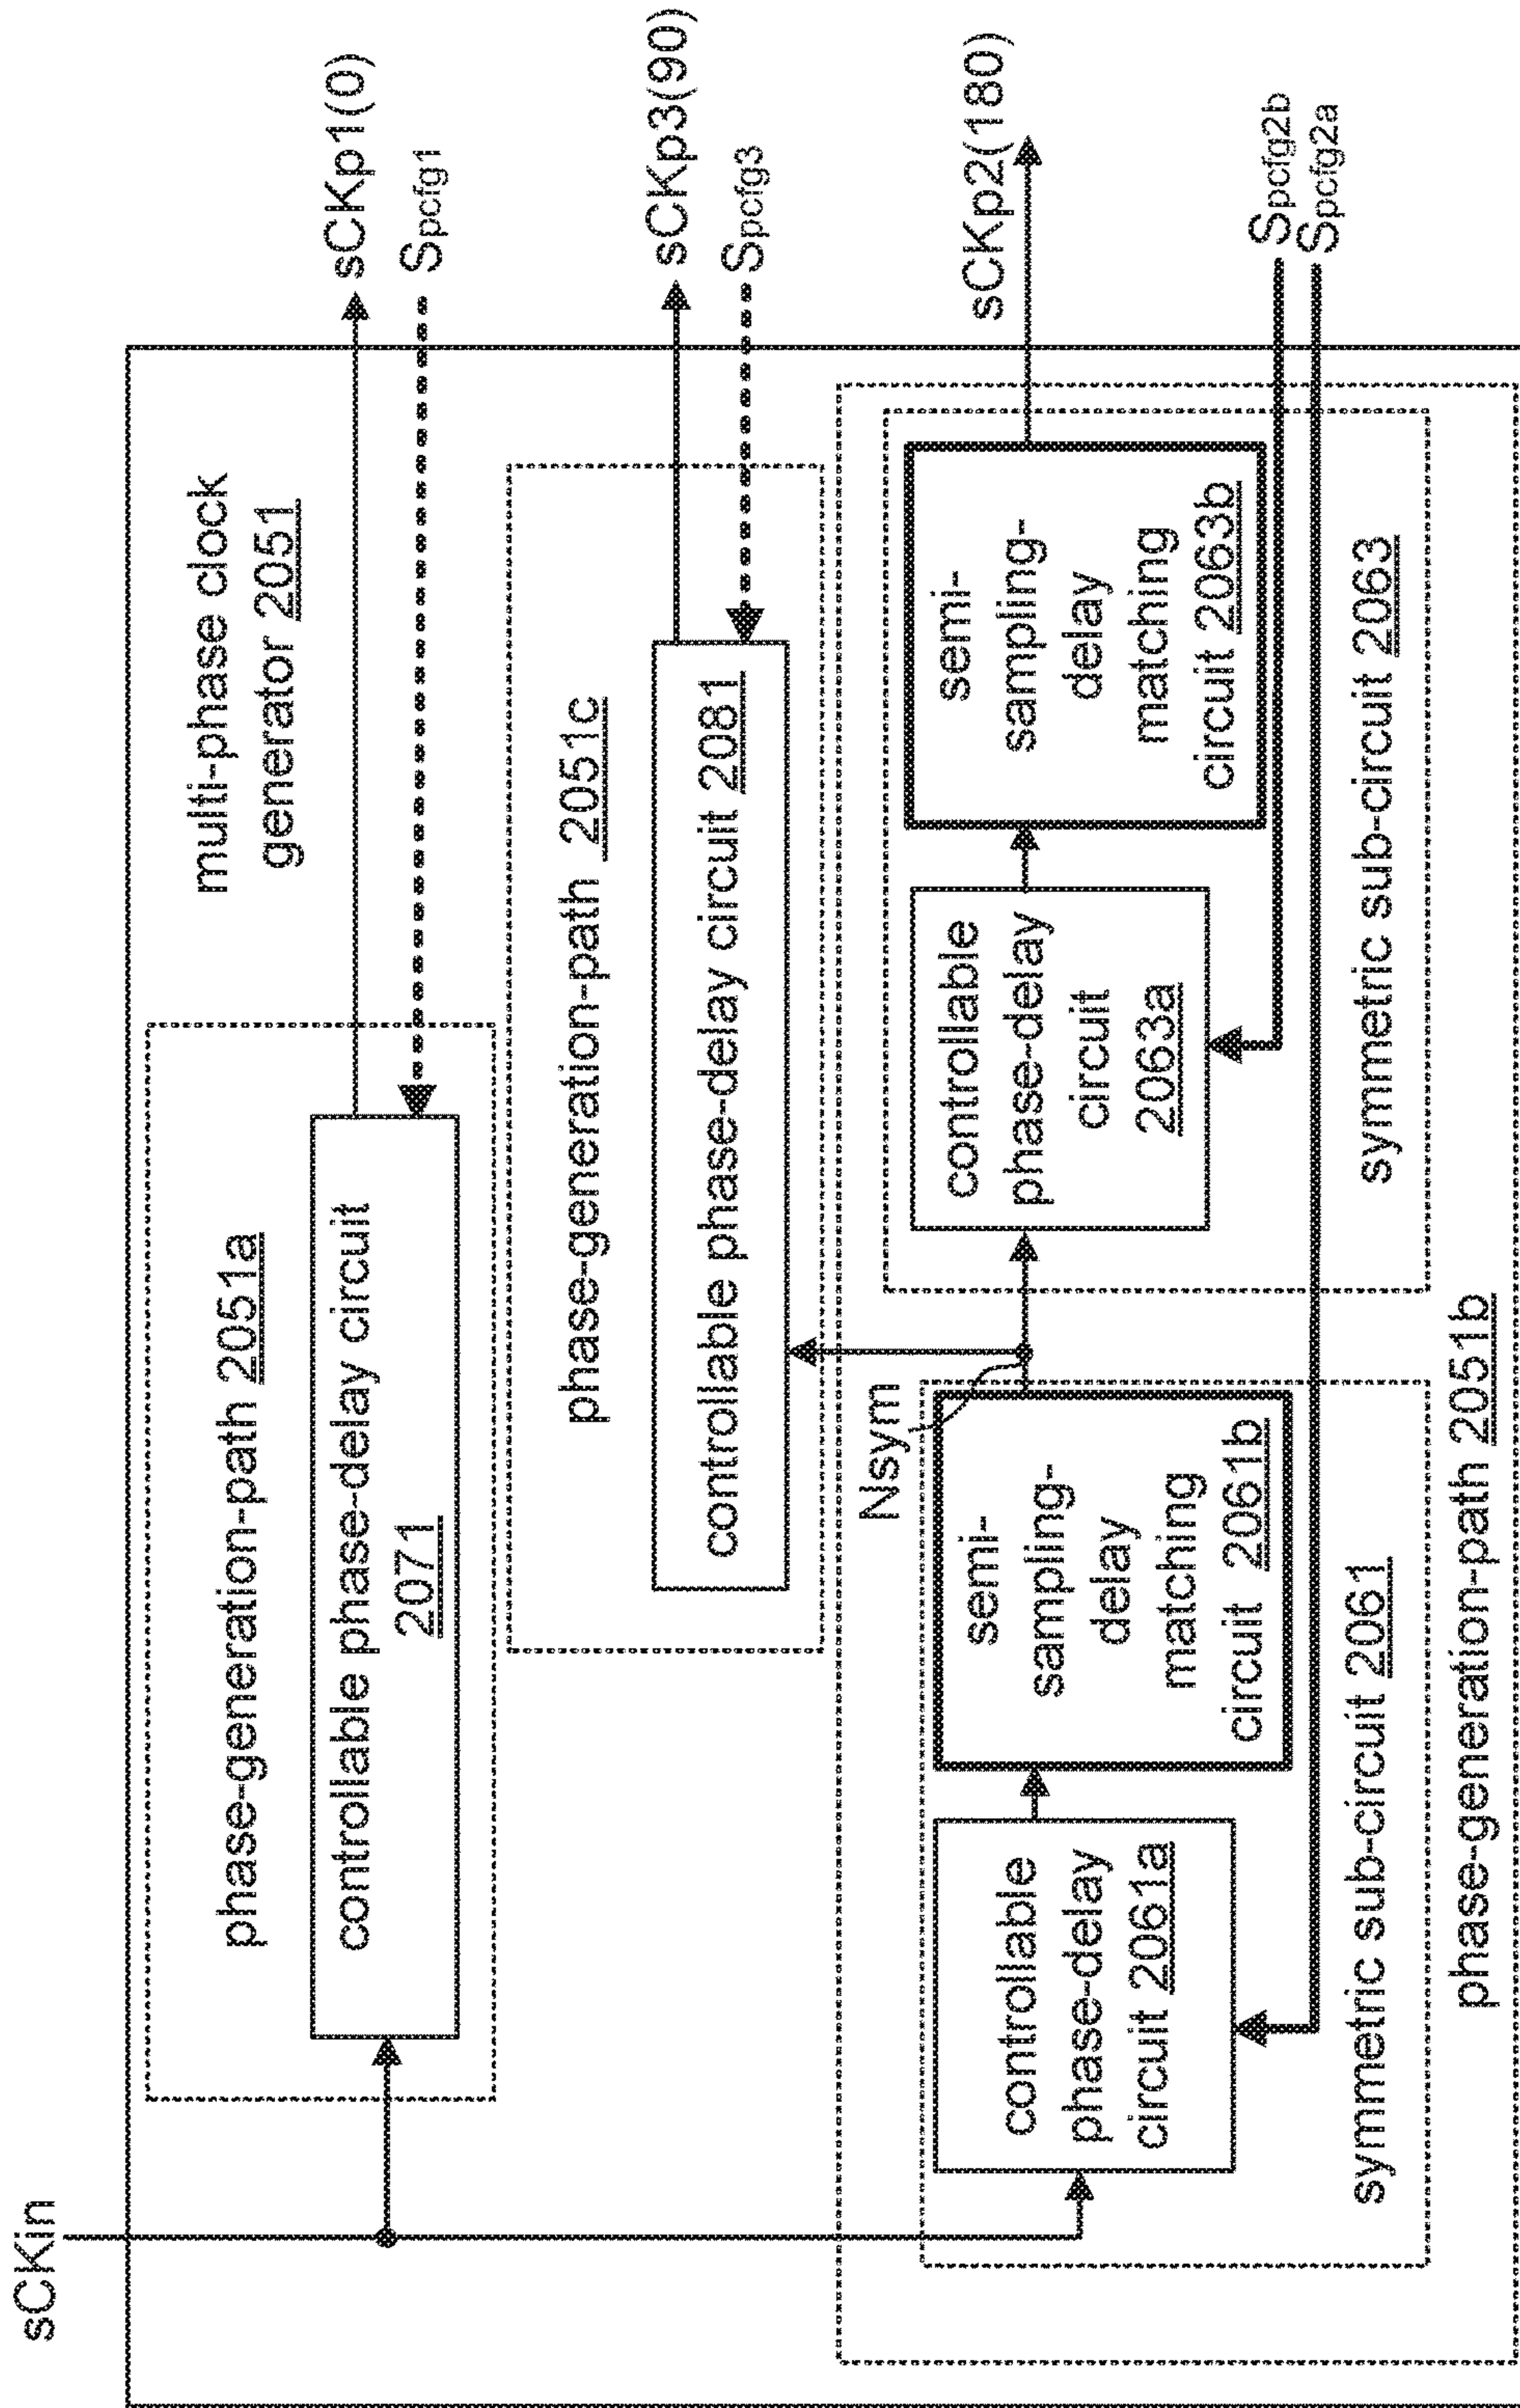 sCKin
multi-phase clock
generator 2051
phase-generation-path 2051a
controllable phase-delay circuit
2071
sCKp1(0)
Spcfg1
phase-generation-path 2051c
controllable phase-delay circuit 2081
sCKp3(90)
Spcfg3
Nsym
controllable
phase-delay
circuit 2061a
semi-
sampling-
delay
matching
circuit 2061b
symmetric sub-circuit 2061
controllable
phase-delay
circuit
2063a
semi-
sampling-
delay
matching
circuit 2063b
symmetric sub-circuit 2063
phase-generation-path 2051b
sCKp2(180)
Spcfg2b
Spcfg2a